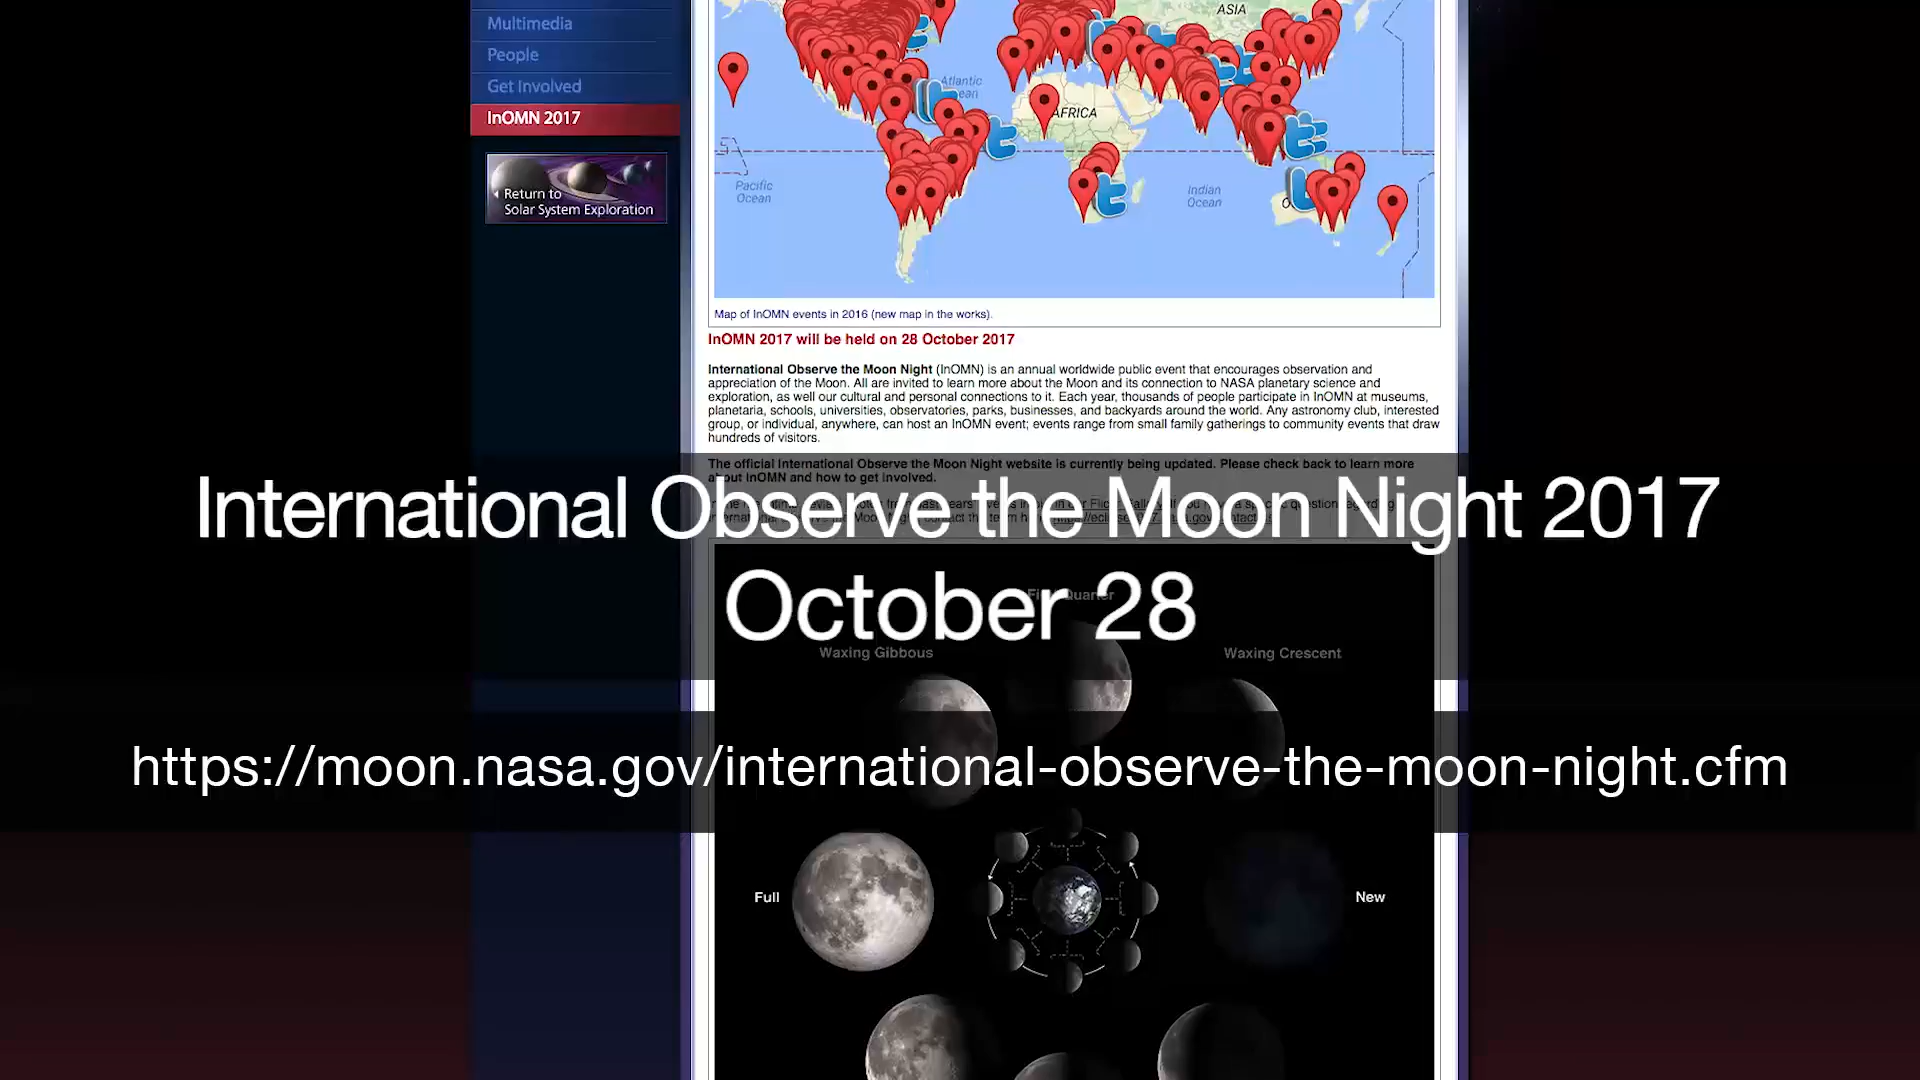 Multimedia
People
Get Involved
InOMN 2017
Return to
Solar System Exploration
ASIA
Atlantic
AFRICA
Pacific
Ocean
Indian
Ocean
Map of InOMN events in 2016 (new map in the works).
InOMN 2017 will be held on 28 October 2017
International Observe the Moon Night (InOMN) is an annual worldwide public event that encourages observation and
appreciation of the Moon. All are invited to learn more about the Moon and its connection to NASA planetary science and
exploration, as well our cultural and personal connections to it. Each year, thousands of people participate in InOMN at museums,
planetaria, schools, universities, observatories, parks, businesses, and backyards around the world. Any astronomy club, interested
group, or individual, anywhere, can host an InOMN event; events range from small family gatherings to community events that draw
hundreds of visitors.
The official International Observe the Moon Night website is currently being updated. Please check back to learn more
about InOMN and how to get involved.
International Observe the Moon Night 2017
October 28
Waxing Gibbous
Waxing Crescent
https://moon.nasa.gov/international-observe-the-moon-night.cfm
Full
New